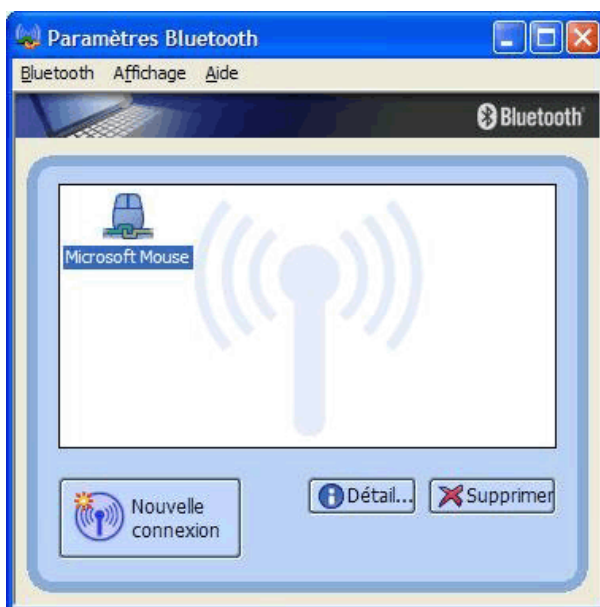 Paramètres Bluetooth
Bluetooth Affichage Aide
Bluetooth
Microsoft Mouse
Nouvelle
connexion
Détail...
Supprimer